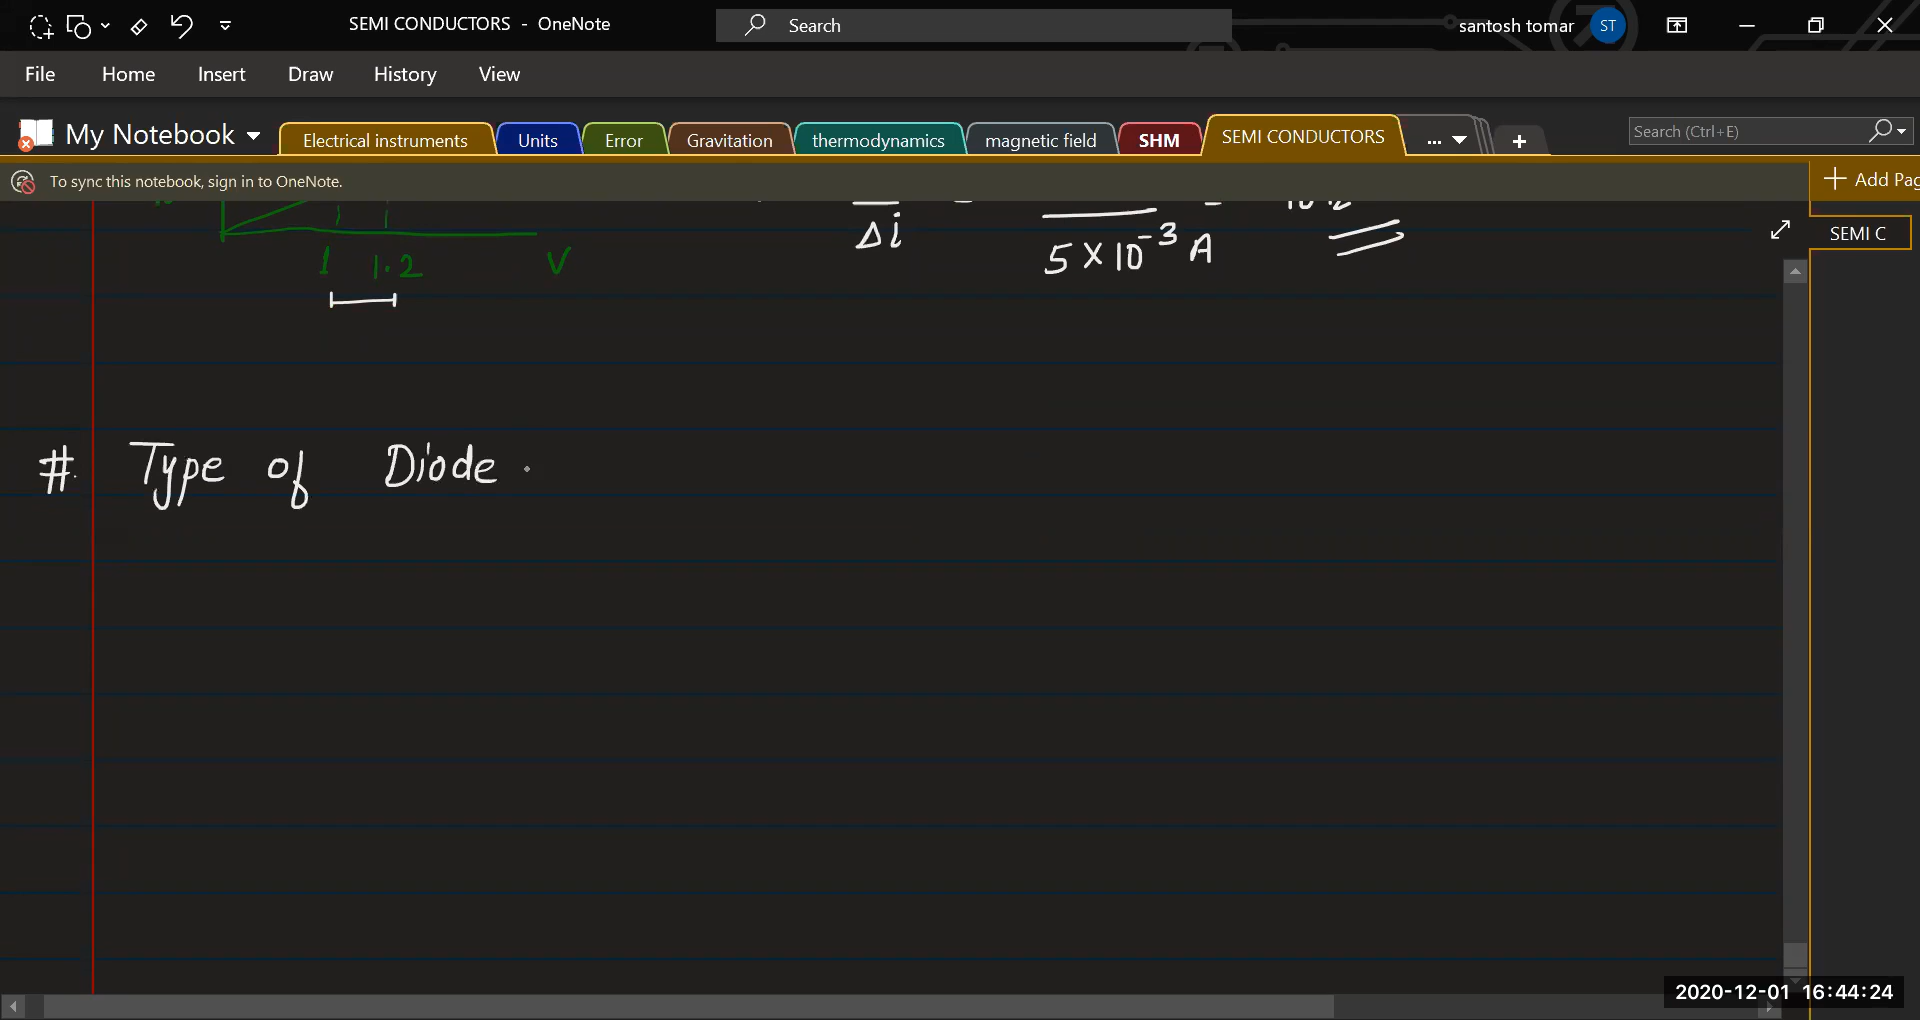 SEMI CONDUCTORS - OneNote
Search
santosh tomar ST
File Home Insert Draw History View
My Notebook
Electrical instruments Units Error Gravitation thermodynamics magnetic field SHM SEMI CONDUCTORS ...
Search (Ctrl+E)
To sync this notebook, sign in to OneNote.
Add Pag
SEMI C
Δi
5 × 10⁻³ A
1 1.2 V
# Type of Diode
2020-12-01 16:44:24